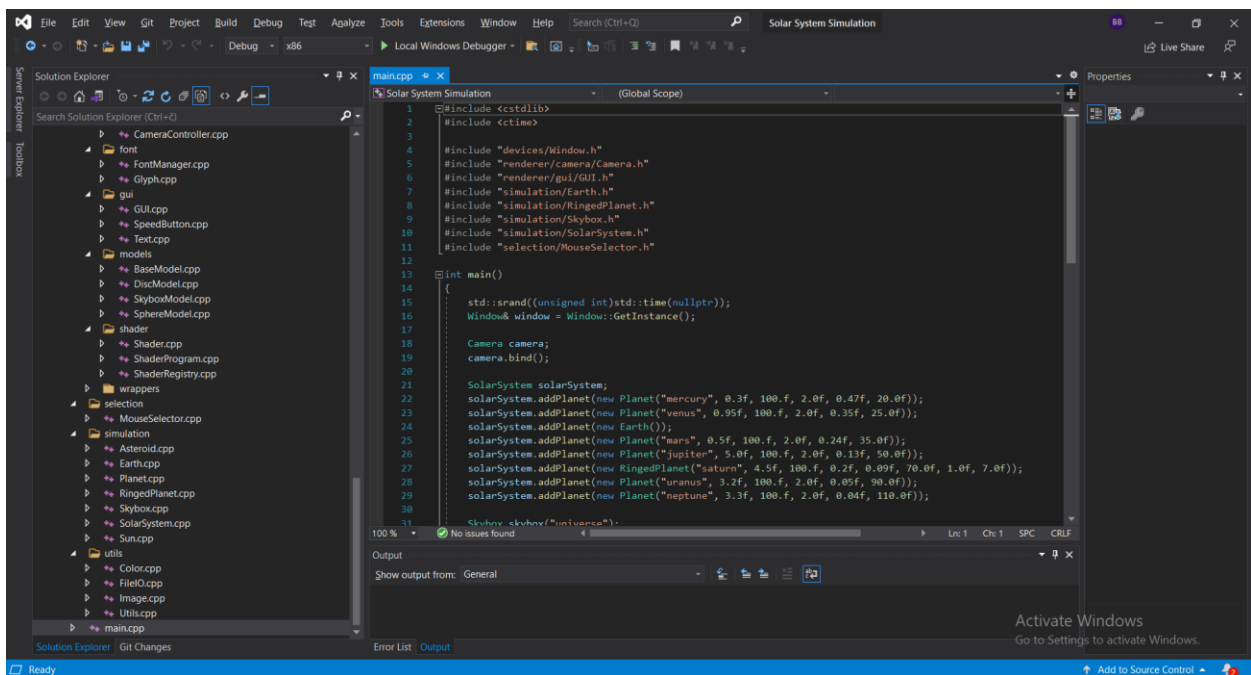 File Edit View Git Project Build Debug Test Analyze Tools Extensions Window Help Search (Ctrl+Q) Solar System Simulation BB
Debug x86 Local Windows Debugger Live Share
Server Explorer
Toolbox
Solution Explorer
Search Solution Explorer (Ctrl+č)
CameraController.cpp
font
FontManager.cpp
Glyph.cpp
gui
GUI.cpp
SpeedButton.cpp
Text.cpp
models
BaseModel.cpp
DiscModel.cpp
SkyboxModel.cpp
SphereModel.cpp
shader
Shader.cpp
ShaderProgram.cpp
ShaderRegistry.cpp
wrappers
selection
MouseSelector.cpp
simulation
Asteroid.cpp
Earth.cpp
Planet.cpp
RingedPlanet.cpp
Skybox.cpp
SolarSystem.cpp
Sun.cpp
utils
Color.cpp
FileIO.cpp
Image.cpp
Utils.cpp
main.cpp
Solution Explorer Git Changes
main.cpp
Solar System Simulation (Global Scope)
1 #include <cstdlib>
2 #include <ctime>
3
4 #include "devices/Window.h"
5 #include "renderer/camera/Camera.h"
6 #include "renderer/gui/GUI.h"
7 #include "simulation/Earth.h"
8 #include "simulation/RingedPlanet.h"
9 #include "simulation/Skybox.h"
10 #include "simulation/SolarSystem.h"
11 #include "selection/MouseSelector.h"
12
13 int main()
14 {
15 std::srand((unsigned int)std::time(nullptr));
16 Window& window = Window::GetInstance();
17
18 Camera camera;
19 camera.bind();
20
21 SolarSystem solarSystem;
22 solarSystem.addPlanet(new Planet("mercury", 0.3f, 100.f, 2.0f, 0.47f, 20.0f));
23 solarSystem.addPlanet(new Planet("venus", 0.95f, 100.f, 2.0f, 0.35f, 25.0f));
24 solarSystem.addPlanet(new Earth());
25 solarSystem.addPlanet(new Planet("mars", 0.5f, 100.f, 2.0f, 0.24f, 35.0f));
26 solarSystem.addPlanet(new Planet("jupiter", 5.0f, 100.f, 2.0f, 0.13f, 50.0f));
27 solarSystem.addPlanet(new RingedPlanet("saturn", 4.5f, 100.f, 0.2f, 0.09f, 70.0f, 1.0f, 7.0f));
28 solarSystem.addPlanet(new Planet("uranus", 3.2f, 100.f, 2.0f, 0.05f, 90.0f));
29 solarSystem.addPlanet(new Planet("neptune", 3.3f, 100.f, 2.0f, 0.04f, 110.0f));
30
31 Skybox skybox("universe");
100 % No issues found Ln: 1 Ch: 1 SPC CRLF
Output
Show output from: General
Error List Output
Properties
Activate Windows
Go to Settings to activate Windows.
Ready Add to Source Control 2